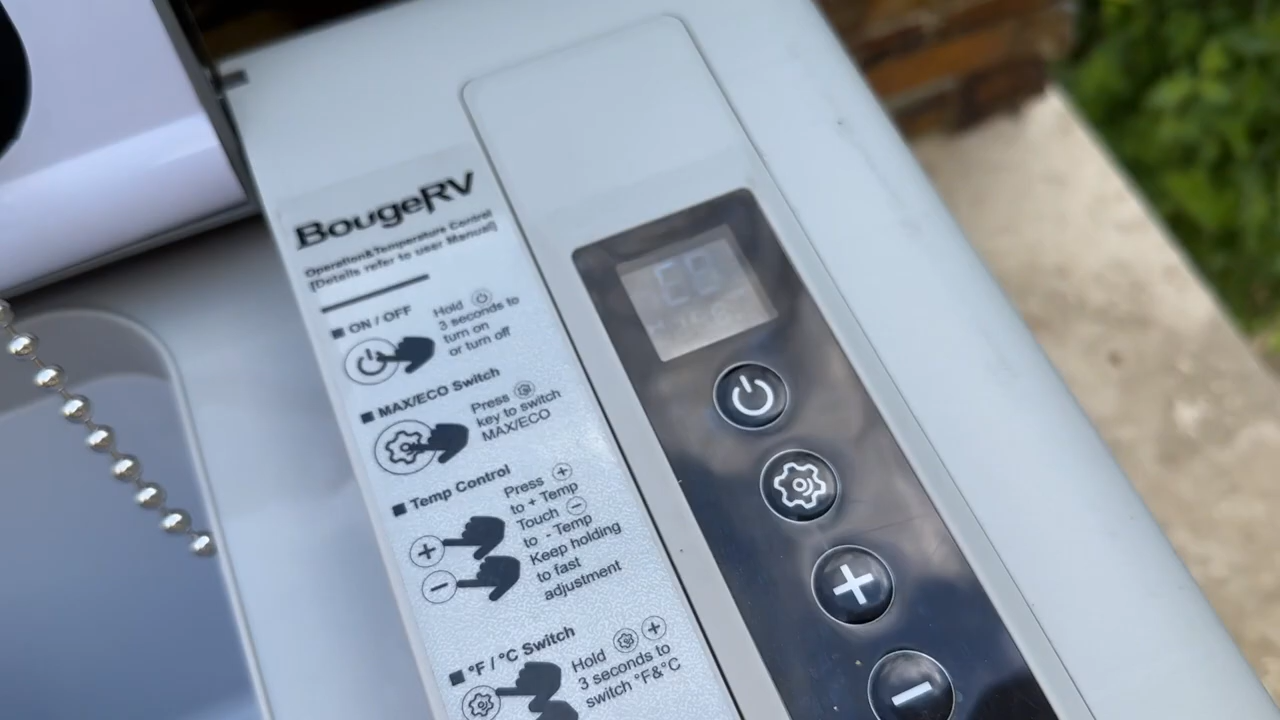 BougeRV
Operation&Temperature Control
(Details refer to user Manual)
ON / OFF
Hold
3 seconds to
turn on
or turn off
MAX/ECO Switch
Press
key to switch
MAX/ECO
Temp Control
Press +
to + Temp
Touch −
to - Temp
Keep holding
to fast
adjustment
°F / °C Switch
Hold +
3 seconds to
switch °F&°C